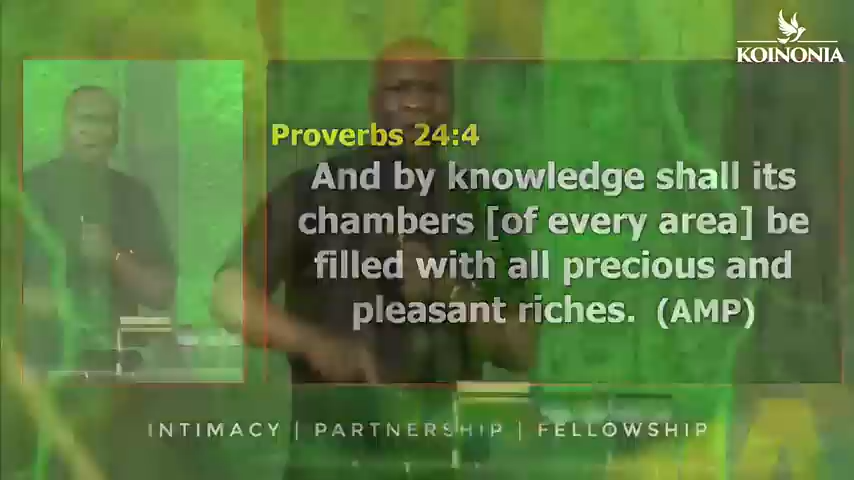 KOINONIA
Proverbs 24:4
And by knowledge shall its
chambers [of every area] be
filled with all precious and
pleasant riches. (AMP)
INTIMACY | PARTNERSHIP | FELLOWSHIP